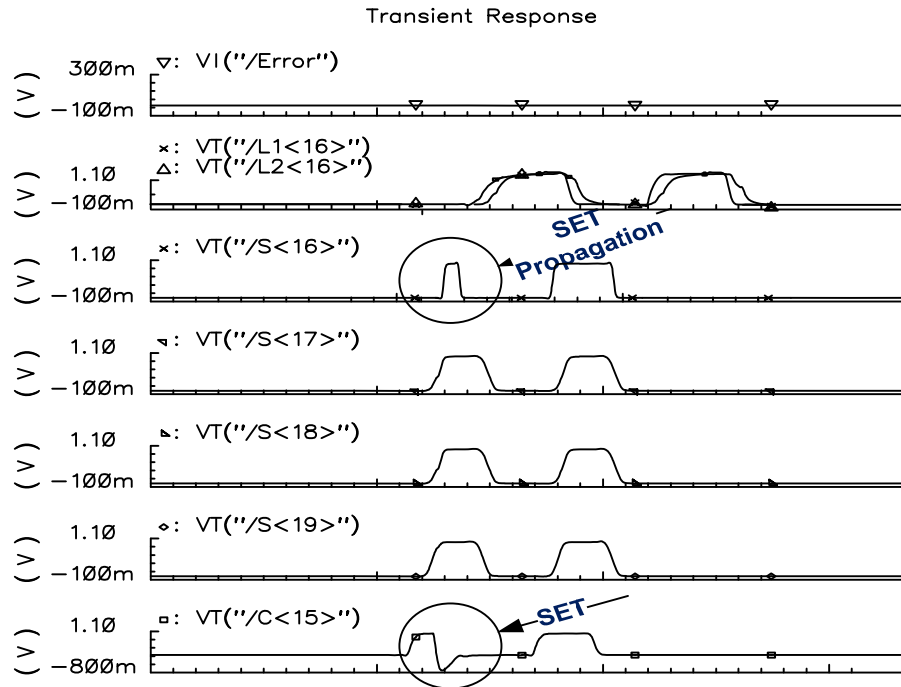 Transient Response
▿: VI("/Error")
300m
-100m
(V)
×: VT("/L1<16>")
△: VT("/L2<16>")
1.10
-100m
(V)
SET
Propagation
×: VT("/S<16>")
1.10
-100m
(V)
◃: VT("/S<17>")
1.10
-100m
(V)
▹: VT("/S<18>")
1.10
-100m
(V)
◇: VT("/S<19>")
1.10
-100m
(V)
SET
□: VT("/C<15>")
1.10
-800m
(V)